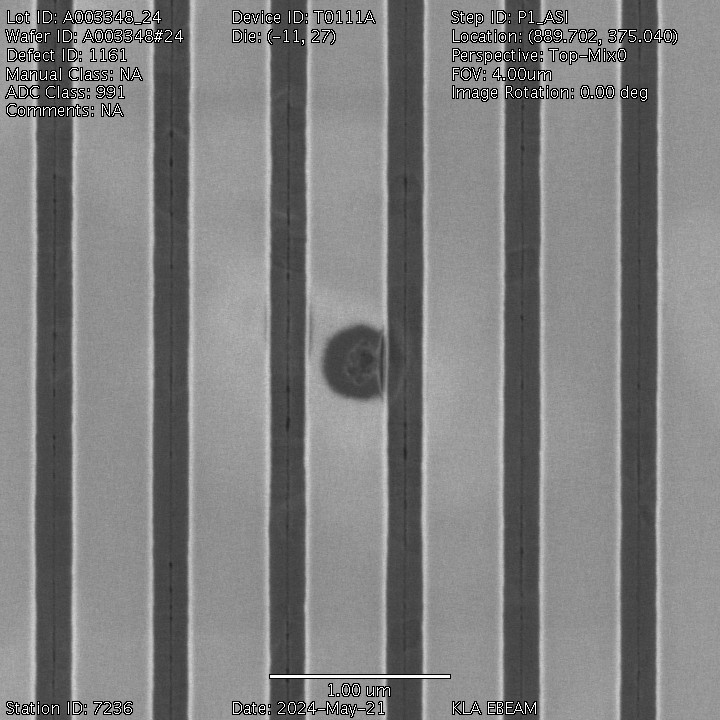 Lot ID: A003348_24
Wafer ID: A003348#24
Defect ID: 1161
Manual Class: NA
ADC Class: 991
Comments: NA
Device ID: T0111A
Die: (-11, 27)
Step ID: P1_ASI
Location: (889.702, 375.040)
Perspective: Top-Mix0
FOV: 4.00um
Image Rotation: 0.00 deg
1.00 um
Station ID: 7236
Date: 2024-May-21
KLA EBEAM